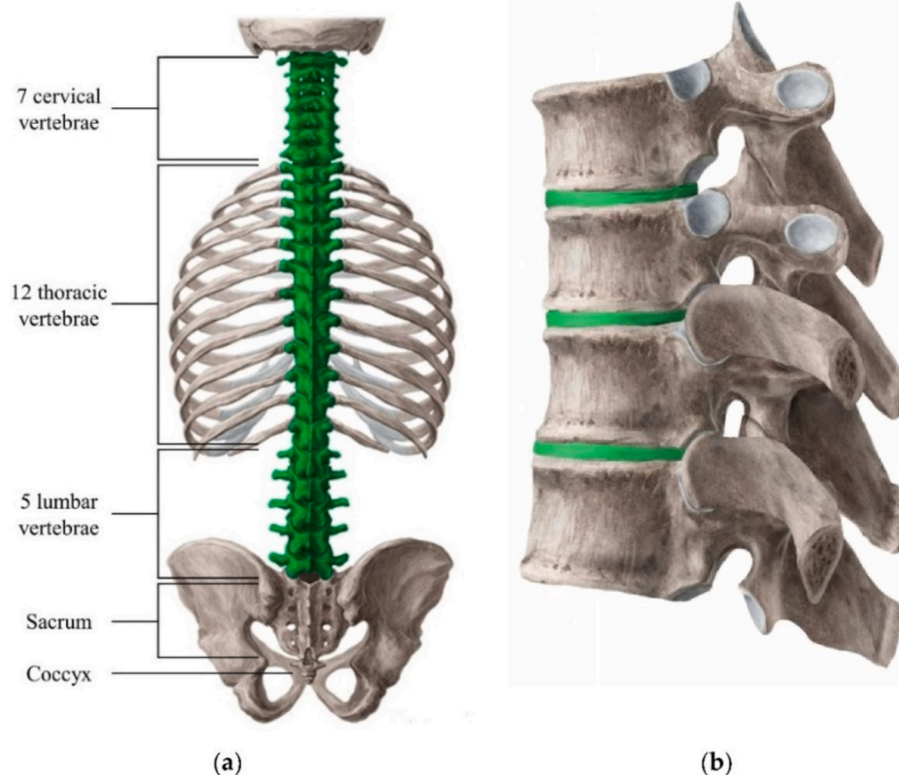 7 cervical
vertebrae
12 thoracic
vertebrae
5 lumbar
vertebrae
Sacrum
Coccyx
(a)
(b)